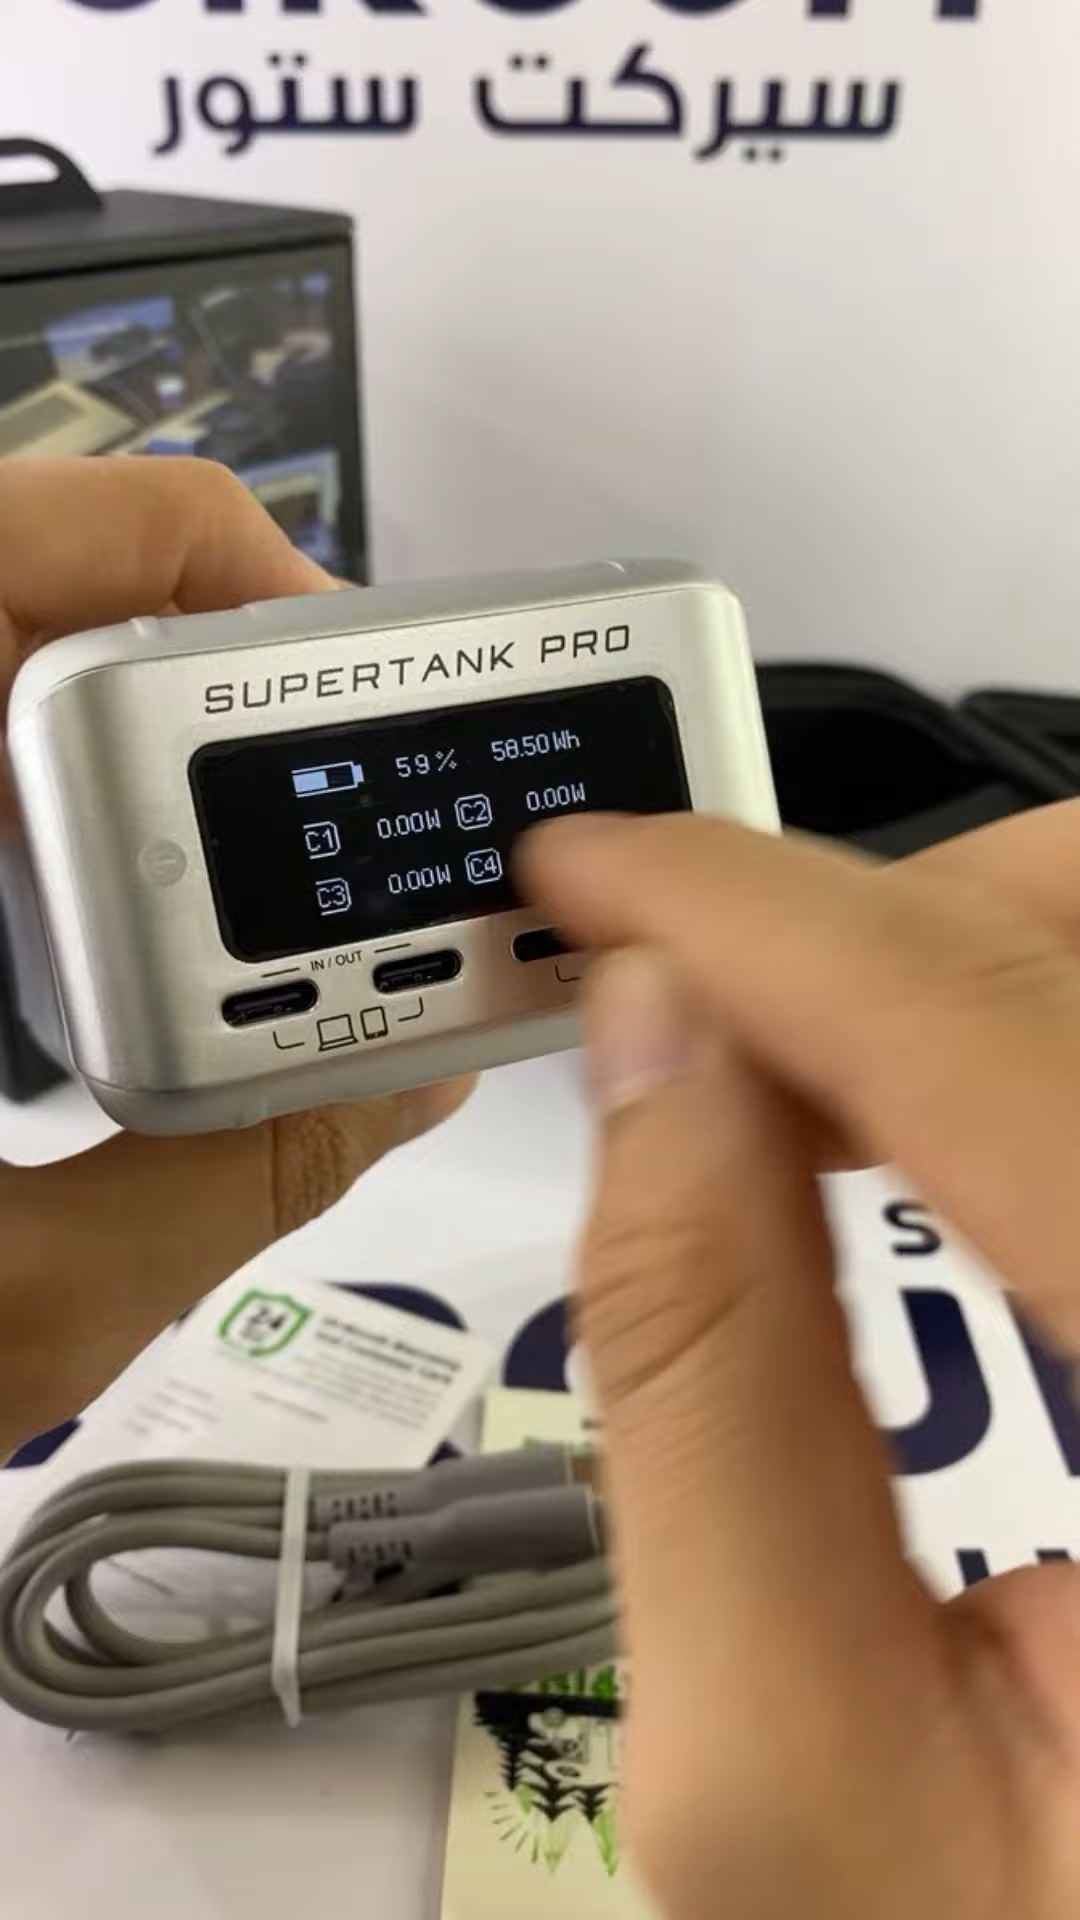 سيركت ستور
SUPERTANK PRO
59% 58.50Wh
C1 0.00W C2 0.00W
C3 0.00W C4
IN / OUT
24
S